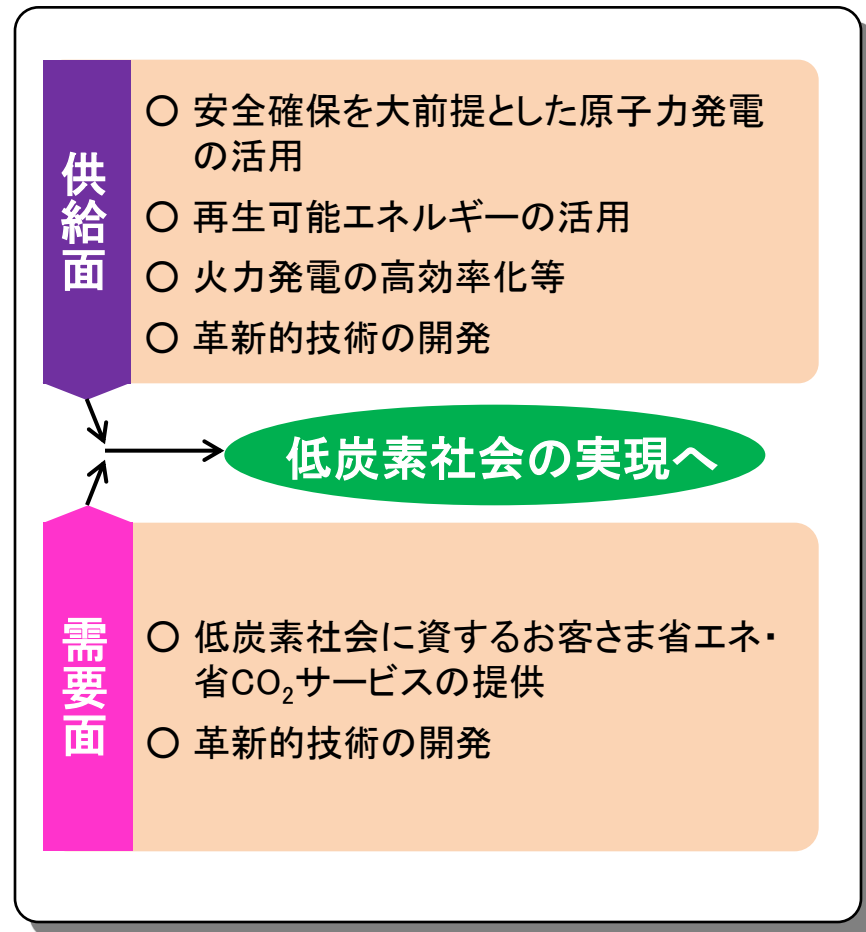 供給面
〇 安全確保を大前提とした原子力発電
の活用
〇 再生可能エネルギーの活用
〇 火力発電の高効率化等
〇 革新的技術の開発
低炭素社会の実現へ
需要面
〇 低炭素社会に資するお客さま省エネ・
省CO₂サービスの提供
〇 革新的技術の開発